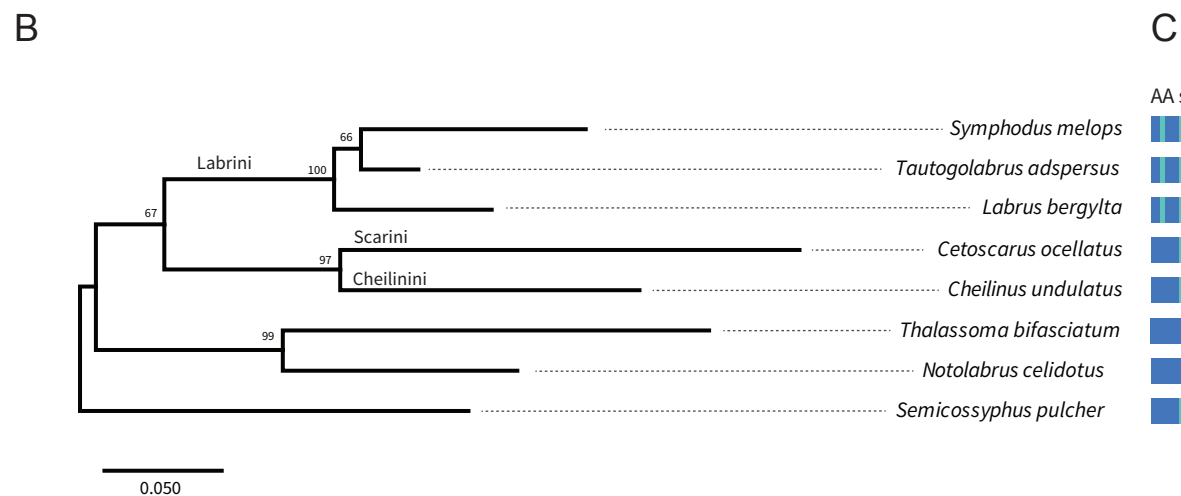 B
C
AA s
Symphodus melops
66
Tautogolabrus adspersus
Labrini
100
Labrus bergylta
67
Scarini
Cetoscarus ocellatus
97
Cheilinini
Cheilinus undulatus
Thalassoma bifasciatum
99
Notolabrus celidotus
Semicossyphus pulcher
0.050